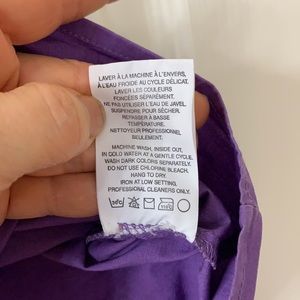 LAVER À LA MACHINE À L'ENVERS,
À L'EAU FROIDE AU CYCLE DÉLICAT.
LAVER LES COULEURS
FONCÉES SÉPARÉMENT.
NE PAS UTILISER L'EAU DE JAVEL.
SUSPENDRE POUR SÉCHER.
REPASSER À BASSE
TEMPÉRATURE.
NETTOYEUR PROFESSIONNEL
SEULEMENT.
MACHINE WASH, INSIDE OUT,
IN COLD WATER AT A GENTLE CYCLE.
WASH DARK COLORS SEPARATELY.
DO NOT USE CHLORINE BLEACH.
HANG TO DRY.
IRON AT LOW SETTING.
PROFESSIONAL CLEANERS ONLY.